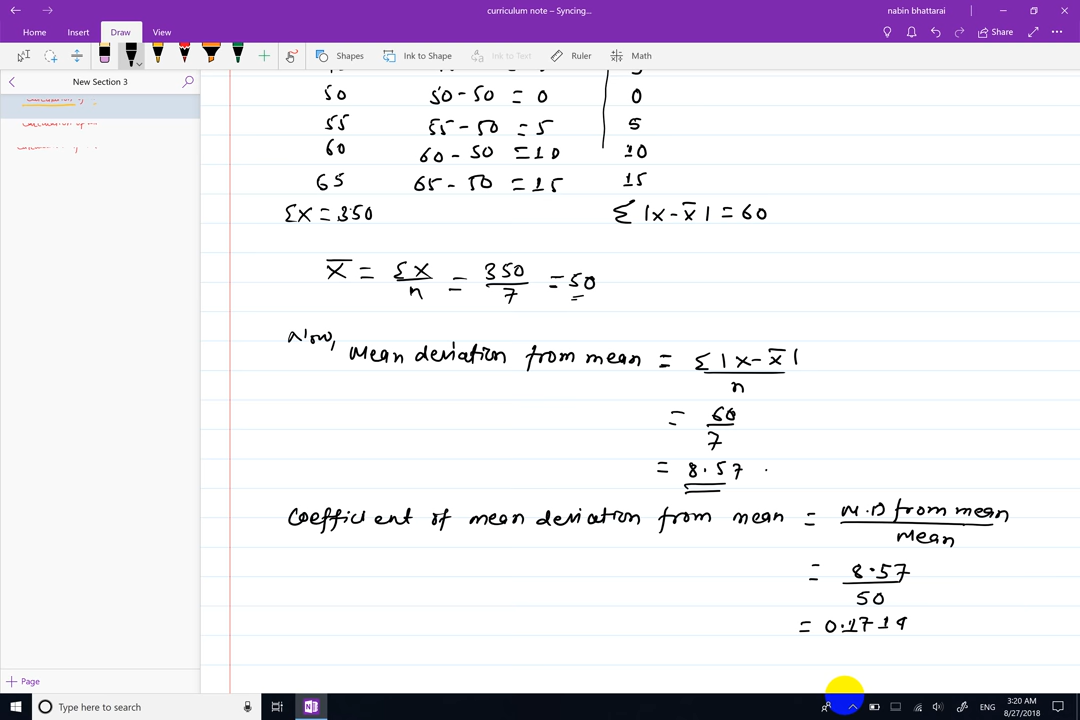 curriculum note – Syncing...
nabin bhattarai
Home Insert Draw View
Share
Shapes Ink to Shape Ink to Text Ruler Math
New Section 3
50 50 - 50 = 0 0
55 55 - 50 = 5 5
60 60 - 50 = 10 10
65 65 - 50 = 15 15
ΣX = 350 Σ |x - x̄| = 60
X̄ = ΣX/n = 350/7 = 50
Now,
Mean deviation from mean = Σ|x - x̄|/n
= 60/7
= 8.57
Coefficient of mean deviation from mean = M.D from mean/Mean
= 8.57/50
= 0.1714
+ Page
Type here to search
ENG
3:20 AM
8/27/2018